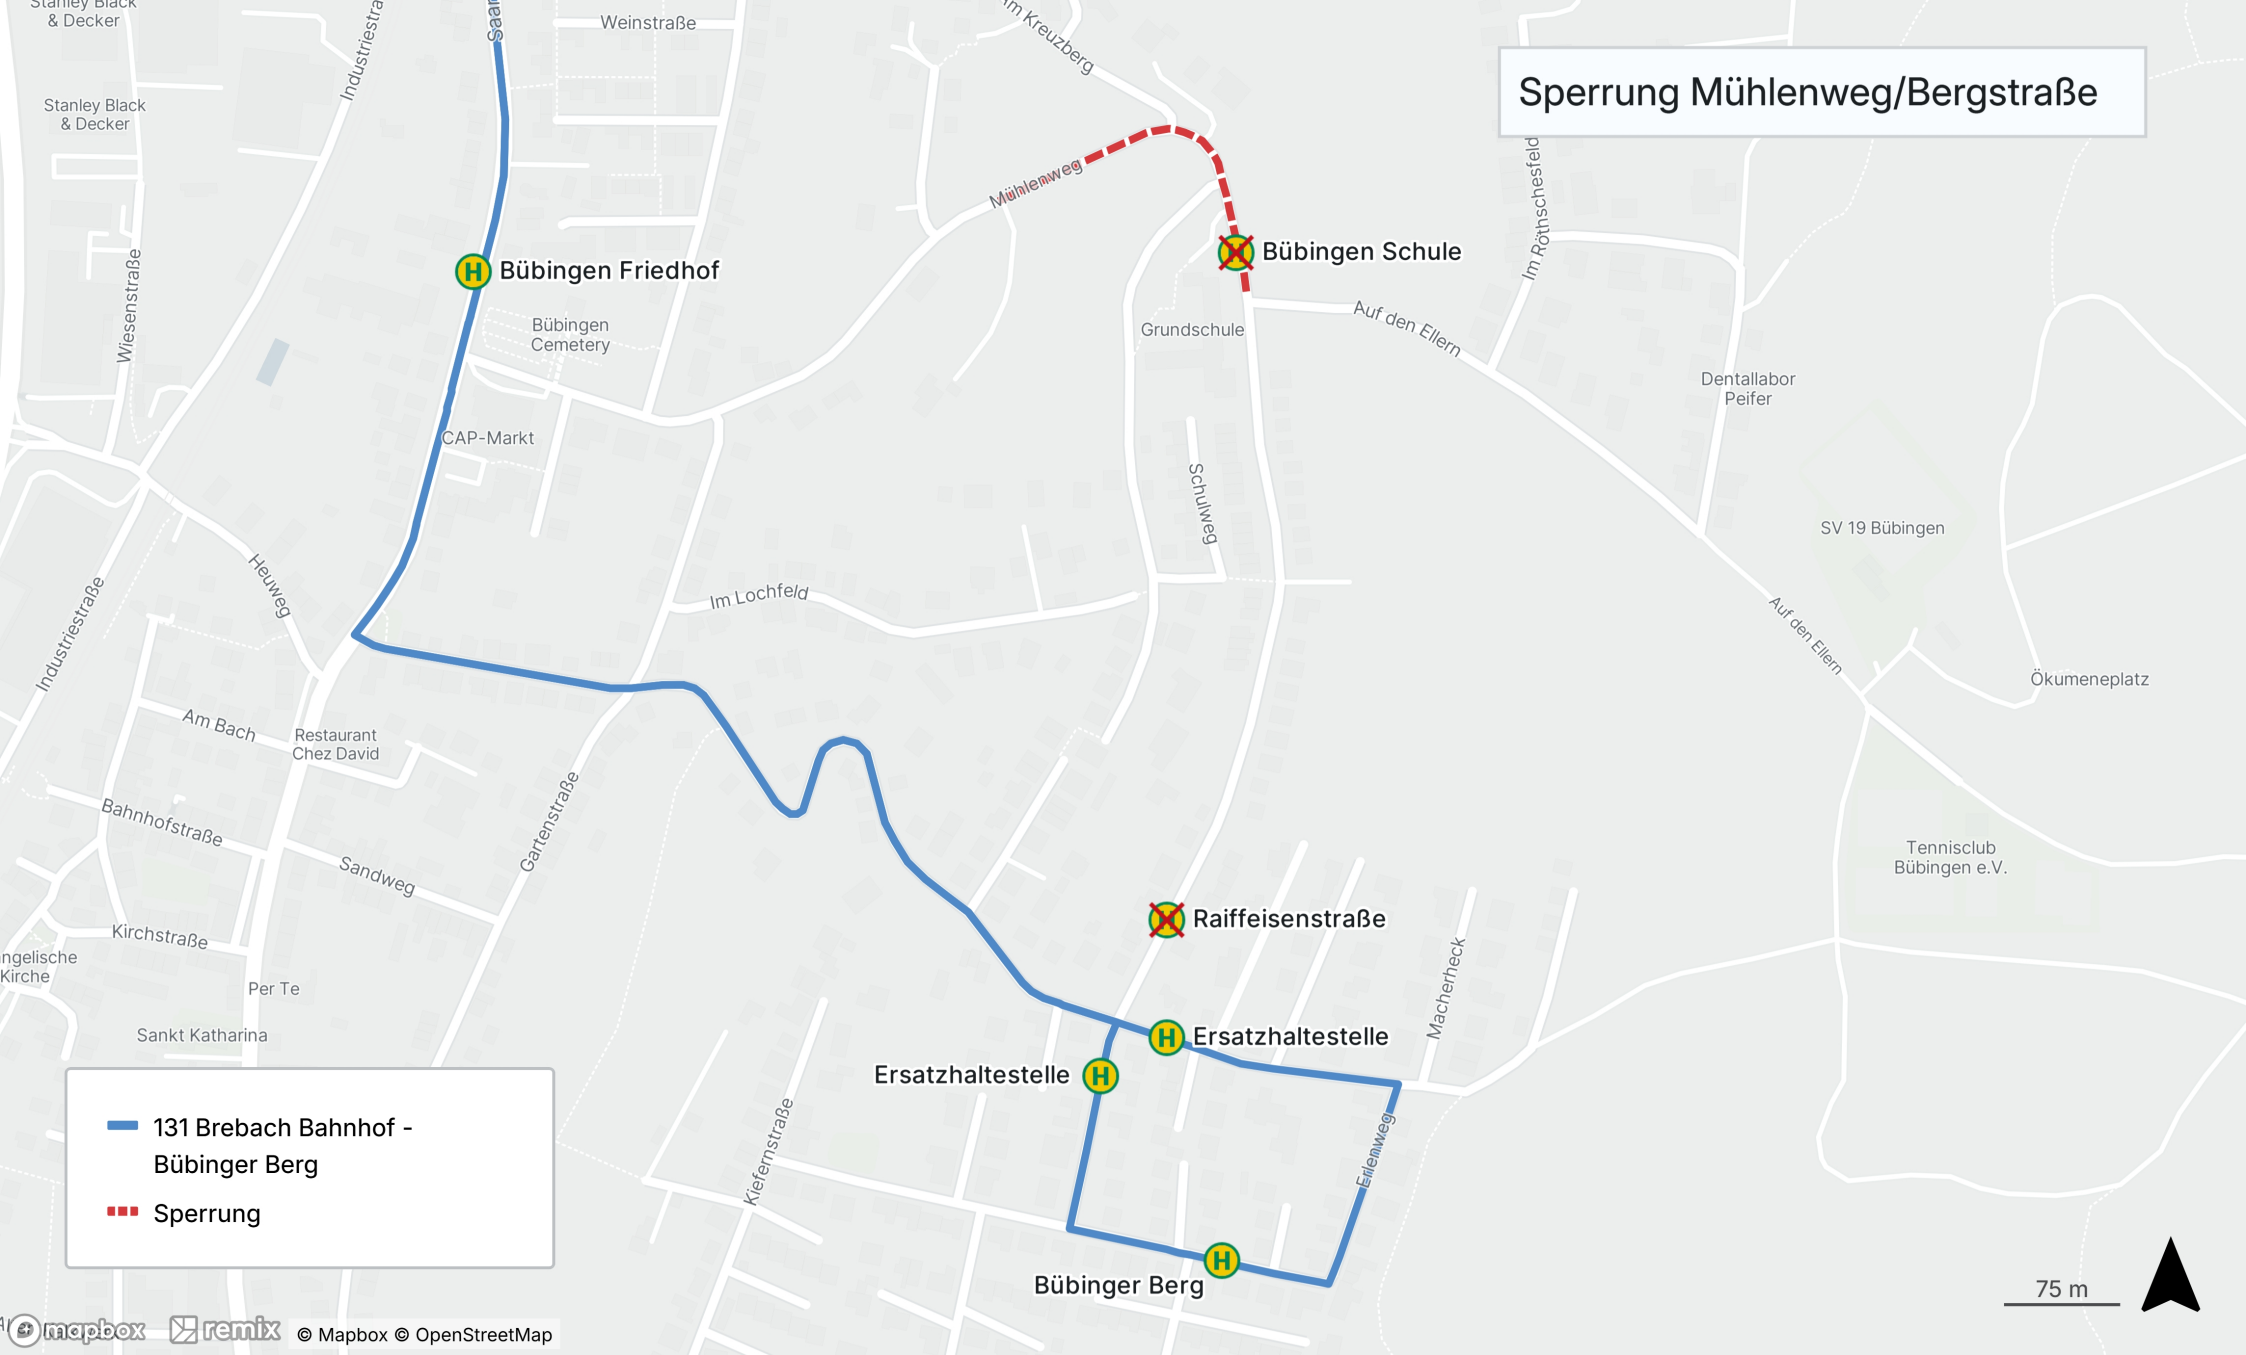 Stanley Black
& Decker
Industriestra
Saar
Weinstraße
Im Kreuzberg
Sperrung Mühlenweg/Bergstraße
Stanley Black
& Decker
Mühlenweg
Im Röthschesfeld
Bübingen Schule
Bübingen Friedhof
Wiesenstraße
Bübingen
Cemetery
Grundschule
Auf den Ellern
Dentallabor
Peifer
CAP-Markt
Schulweg
SV 19 Bübingen
Heuweg
Im Lochfeld
Industriestraße
Auf den Ellern
Ökumeneplatz
Am Bach
Restaurant
Chez David
Bahnhofstraße
Gartenstraße
Sandweg
Tennisclub
Bübingen e.V.
Raiffeisenstraße
Kirchstraße
ngelische
Kirche
Per Te
Macherheck
Sankt Katharina
Ersatzhaltestelle
Ersatzhaltestelle
Kiefernstraße
Erlenweg
131 Brebach Bahnhof -
Bübinger Berg
Sperrung
Bübinger Berg
75 m
mapbox
remix
© Mapbox © OpenStreetMap